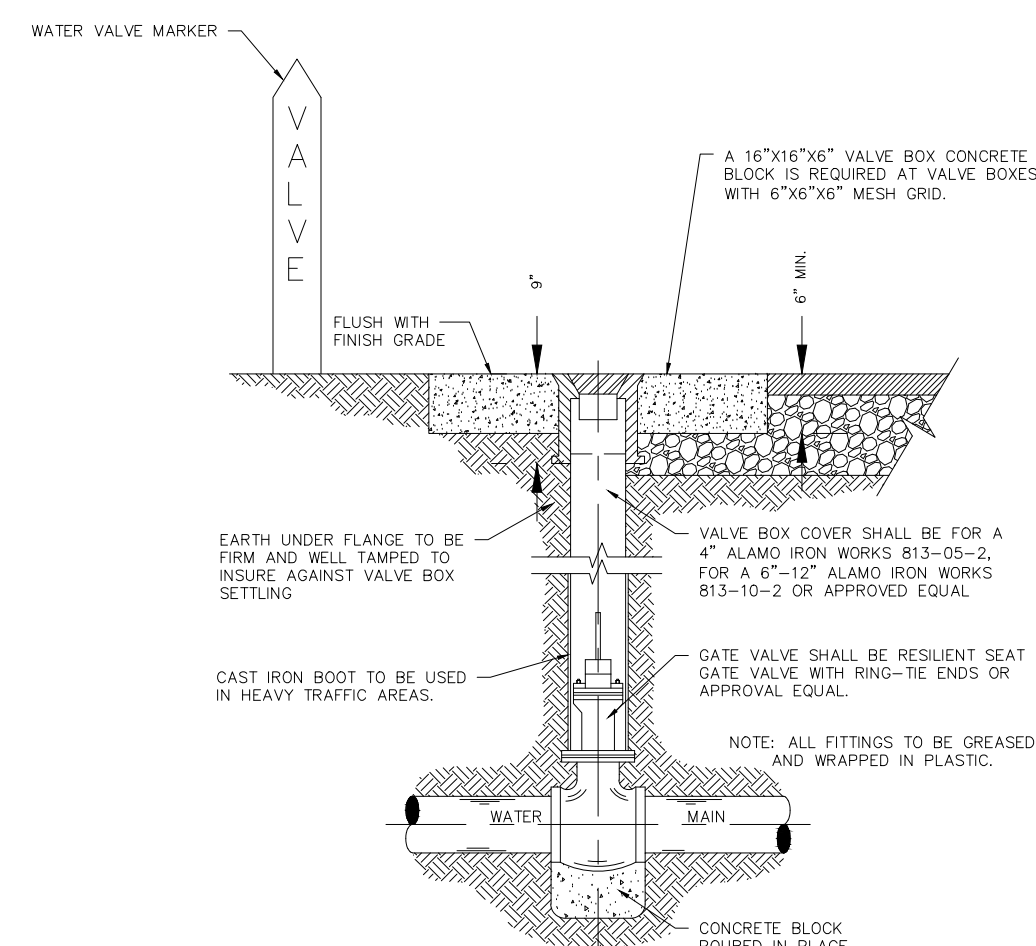 WATER VALVE MARKER
V
A
L
V
E
A 16”X16”X6” VALVE BOX CONCRETE
BLOCK IS REQUIRED AT VALVE BOXES
WITH 6”X6”X6” MESH GRID.
9”
6” MIN.
FLUSH WITH
FINISH GRADE
EARTH UNDER FLANGE TO BE
FIRM AND WELL TAMPED TO
INSURE AGAINST VALVE BOX
SETTLING
VALVE BOX COVER SHALL BE FOR A
4” ALAMO IRON WORKS 813-05-2,
FOR A 6”-12” ALAMO IRON WORKS
813-10-2 OR APPROVED EQUAL
CAST IRON BOOT TO BE USED
IN HEAVY TRAFFIC AREAS.
GATE VALVE SHALL BE RESILIENT SEAT
GATE VALVE WITH RING-TIE ENDS OR
APPROVAL EQUAL.
NOTE: ALL FITTINGS TO BE GREASED
AND WRAPPED IN PLASTIC.
WATER MAIN
CONCRETE BLOCK
POURED IN PLACE